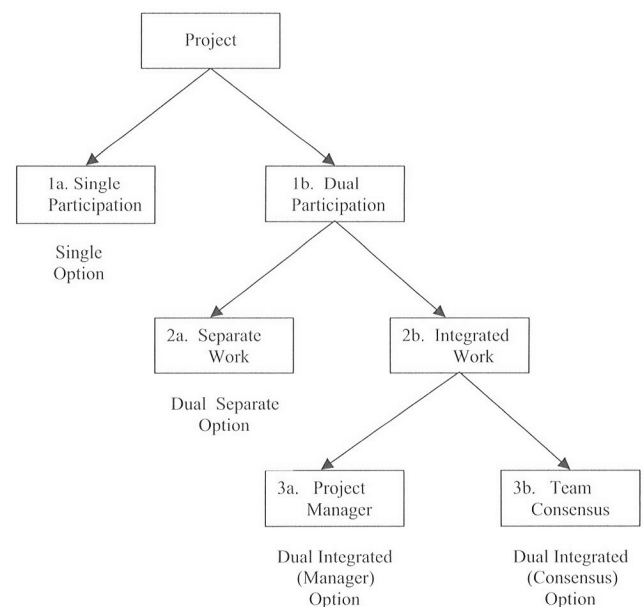 Project
1a. Single
Participation
1b. Dual
Participation
Single
Option
2a. Separate
Work
2b. Integrated
Work
Dual Separate
Option
3a. Project
Manager
3b. Team
Consensus
Dual Integrated
(Manager)
Option
Dual Integrated
(Consensus)
Option